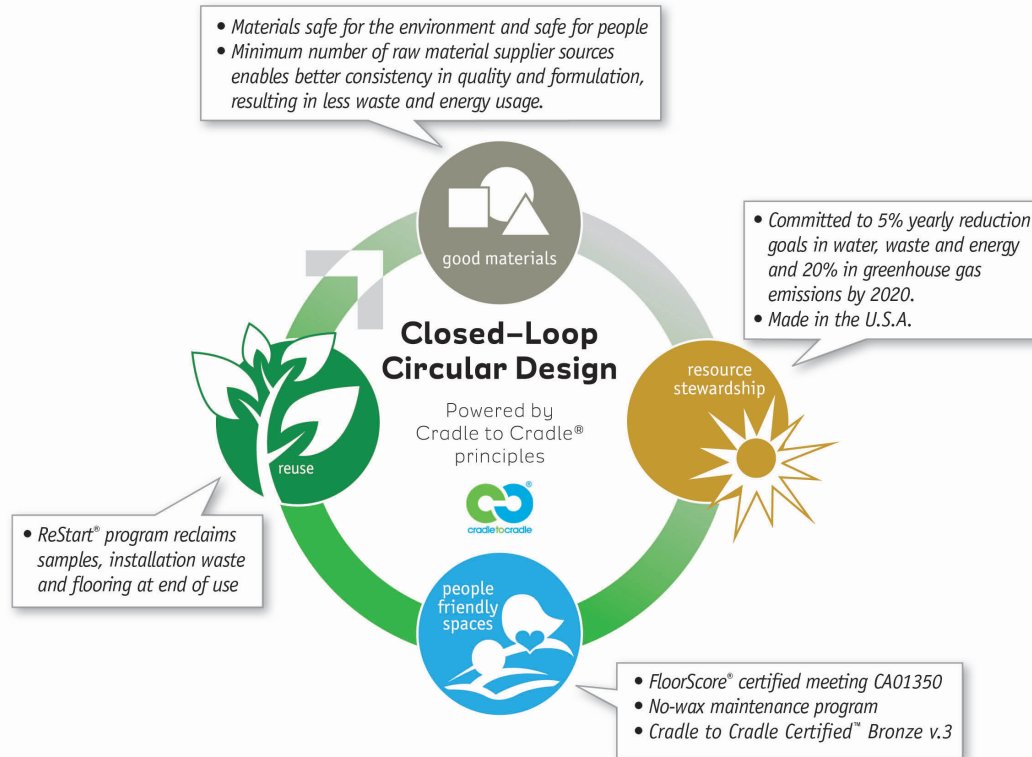 • Materials safe for the environment and safe for people
• Minimum number of raw material supplier sources
enables better consistency in quality and formulation,
resulting in less waste and energy usage.
good materials
• Committed to 5% yearly reduction
goals in water, waste and energy
and 20% in greenhouse gas
emissions by 2020.
• Made in the U.S.A.
Closed–Loop
Circular Design
Powered by
Cradle to Cradle®
principles
®
cradletocradle
resource
stewardship
reuse
• ReStart® program reclaims
samples, installation waste
and flooring at end of use
people
friendly
spaces
• FloorScore® certified meeting CA01350
• No-wax maintenance program
• Cradle to Cradle Certified™ Bronze v.3